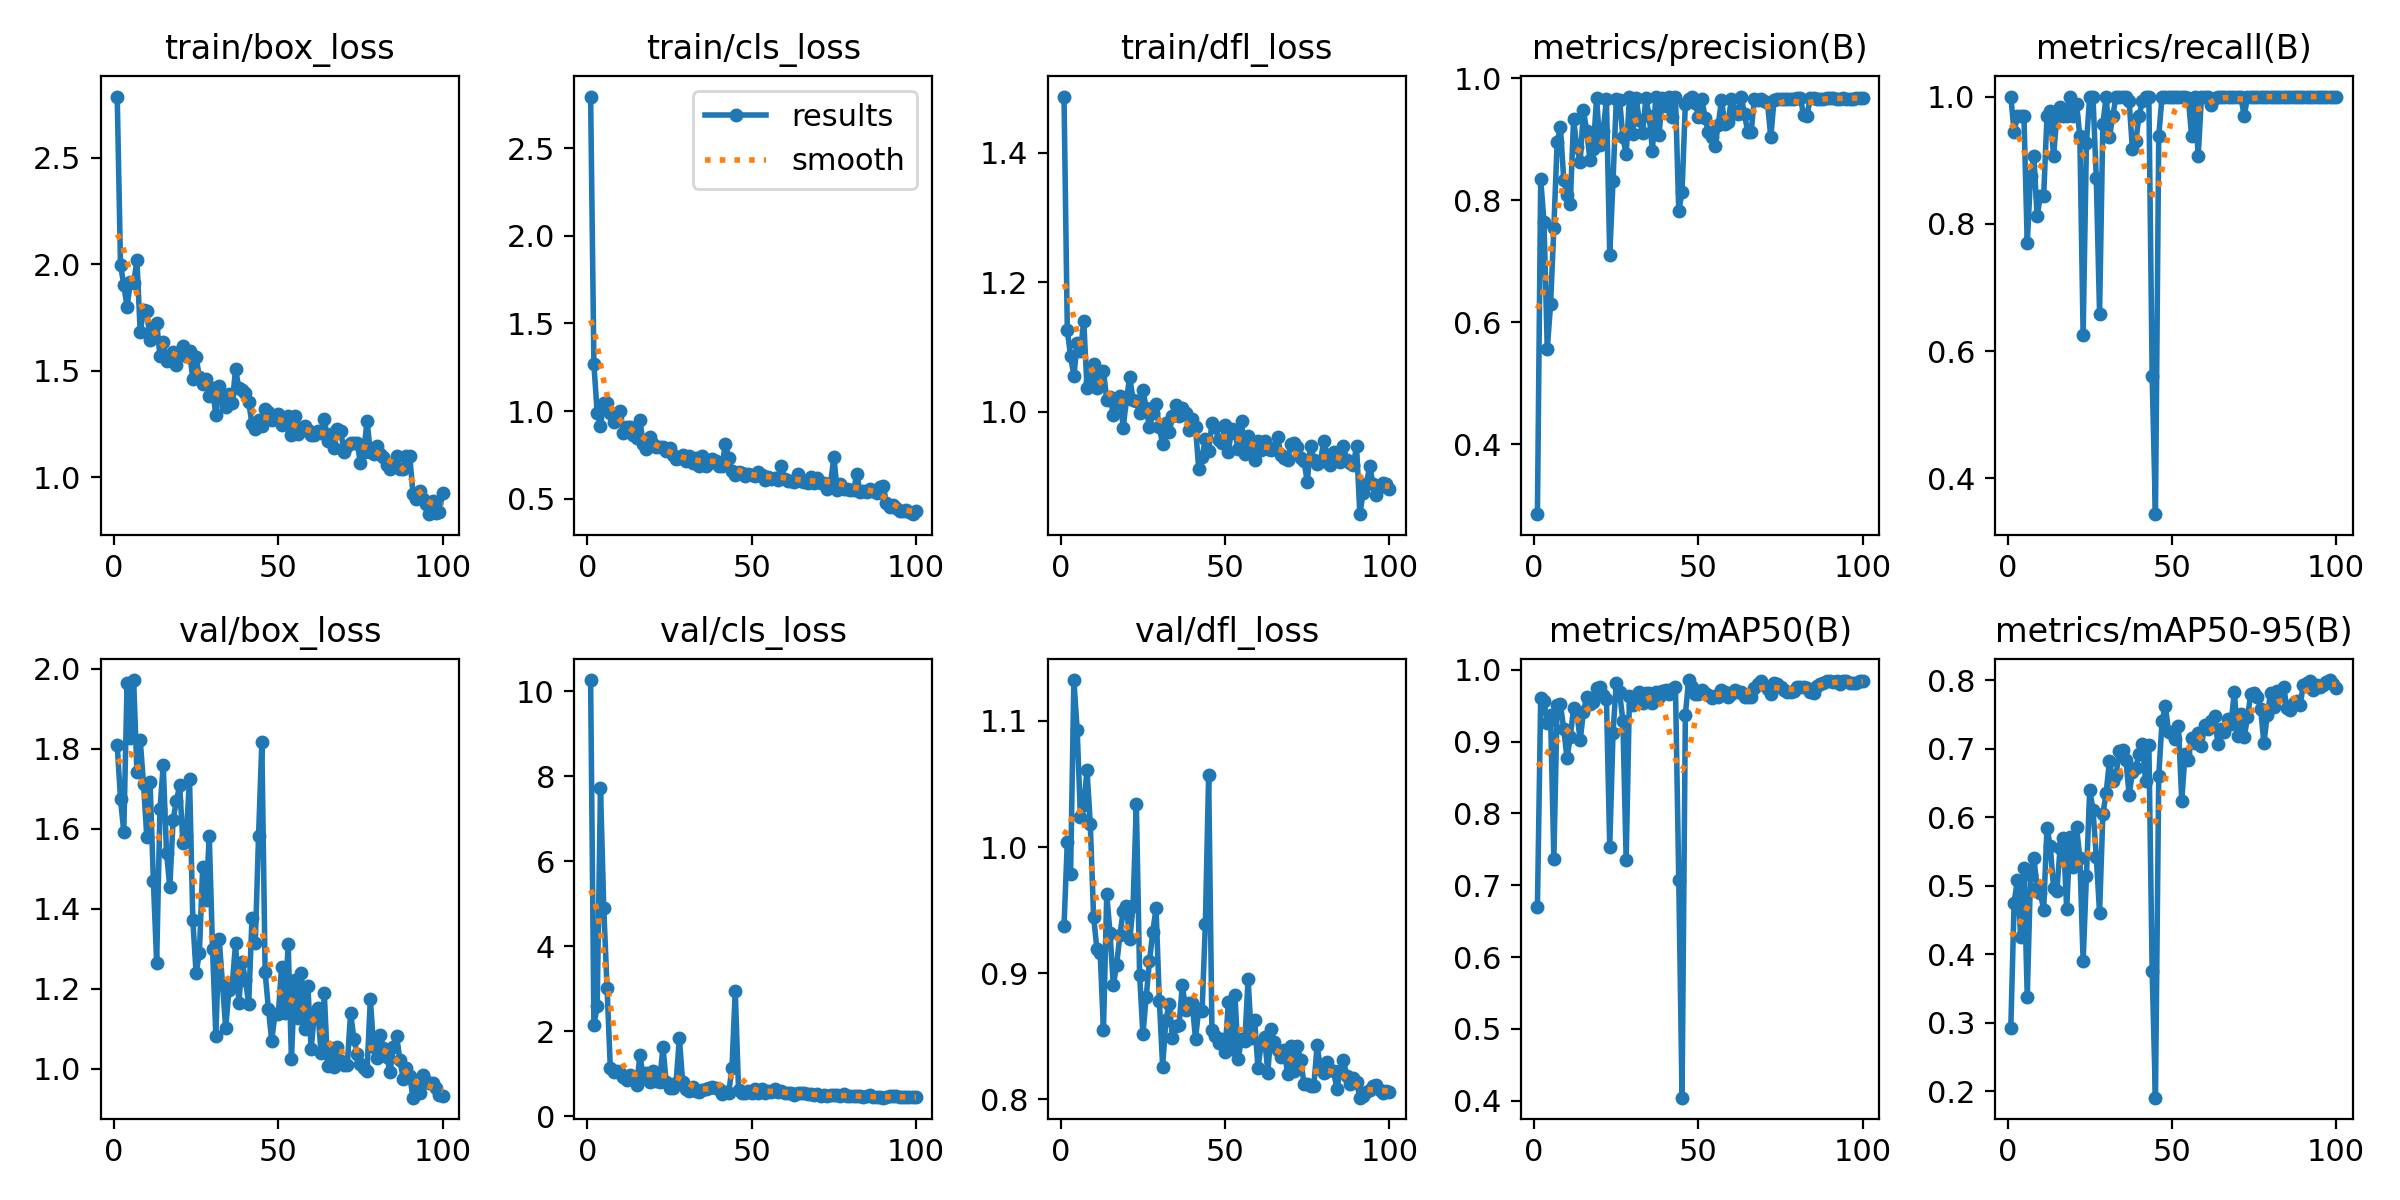 train/box_loss
train/cls_loss
train/dfl_loss
metrics/precision(B)
metrics/recall(B)
2.5
2.0
1.5
1.0
0 50 100
results
smooth
2.5
2.0
1.5
1.0
0.5
0 50 100
1.4
1.2
1.0
0 50 100
1.0
0.8
0.6
0.4
0 50 100
1.0
0.8
0.6
0.4
0 50 100
val/box_loss
val/cls_loss
val/dfl_loss
metrics/mAP50(B)
metrics/mAP50-95(B)
2.0
1.8
1.6
1.4
1.2
1.0
0 50 100
10
8
6
4
2
0
0 50 100
1.1
1.0
0.9
0.8
0 50 100
1.0
0.9
0.8
0.7
0.6
0.5
0.4
0 50 100
0.8
0.7
0.6
0.5
0.4
0.3
0.2
0 50 100